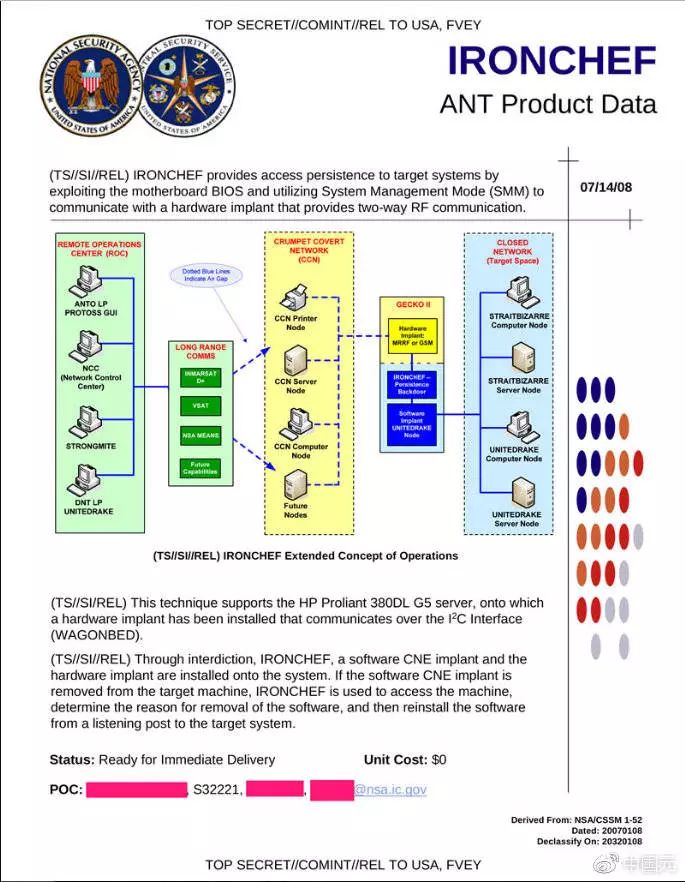 TOP SECRET//COMINT//REL TO USA, FVEY
NATIONAL SECURITY AGENCY
UNITED STATES OF AMERICA
CENTRAL SECURITY SERVICE
UNITED STATES OF AMERICA
IRONCHEF
ANT Product Data
(TS//SI//REL) IRONCHEF provides access persistence to target systems by
exploiting the motherboard BIOS and utilizing System Management Mode (SMM) to
communicate with a hardware implant that provides two-way RF communication.
07/14/08
REMOTE OPERATIONS
CENTER (ROC)
ANTO LP
PROTOSS GUI
NCC
(Network Control
Center)
STRONGMITE
DNT LP
UNITEDRAKE
Dotted Blue Lines
Indicate Air Gap
LONG RANGE
COMMS
INMARSAT
D+
VSAT
NSA MEANS
Future
Capabilities
CRUMPET COVERT
NETWORK
(CCN)
CCN Printer
Node
CCN Server
Node
CCN Computer
Node
Future
Nodes
GECKO II
Hardware
Implant:
MRRF or GSM
IRONCHEF –
Persistence
Backdoor
Software
Implant
UNITEDRAKE
Node
CLOSED
NETWORK
(Target Space)
STRAITBIZARRE
Computer Node
STRAITBIZARRE
Server Node
UNITEDRAKE
Computer Node
UNITEDRAKE
Server Node
(TS//SI//REL) IRONCHEF Extended Concept of Operations
(TS//SI//REL) This technique supports the HP Proliant 380DL G5 server, onto which
a hardware implant has been installed that communicates over the I²C Interface
(WAGONBED).
(TS//SI//REL) Through interdiction, IRONCHEF, a software CNE implant and the
hardware implant are installed onto the system. If the software CNE implant is
removed from the target machine, IRONCHEF is used to access the machine,
determine the reason for removal of the software, and then reinstall the software
from a listening post to the target system.
Status: Ready for Immediate Delivery Unit Cost: $0
POC: , S32221, , @nsa.ic.gov
Derived From: NSA/CSSM 1-52
Dated: 20070108
Declassify On: 20320108
TOP SECRET//COMINT//REL TO USA, FVEY